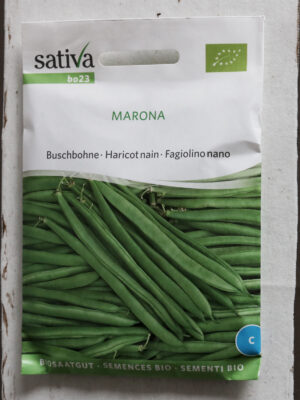 sativa
bo23
MARONA
Buschbohne · Haricot nain · Fagiolino nano
C
BIOSAATGUT · SEMENCES BIO · SEMENTI BIO